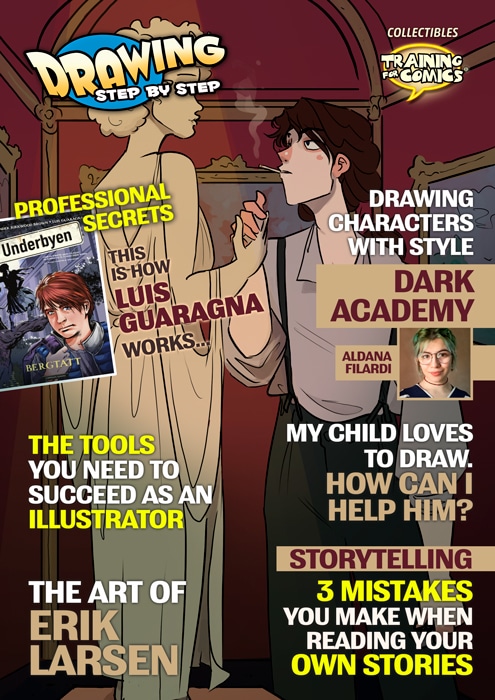 DRAWING
STEP BY STEP
COLLECTIBLES
TRAINING
FOR COMICS
PROFESSIONAL
SECRETS
Underbyen
BERGTATT
THIS
IS HOW
LUIS
GUARAGNA
WORKS...
DRAWING
CHARACTERS
WITH STYLE
DARK
ACADEMY
ALDANA
FILARDI
THE TOOLS
YOU NEED TO
SUCCEED AS AN
ILLUSTRATOR
MY CHILD LOVES
TO DRAW.
HOW CAN I
HELP HIM?
THE ART OF
ERIK
LARSEN
STORYTELLING
3 MISTAKES
YOU MAKE WHEN
READING YOUR
OWN STORIES